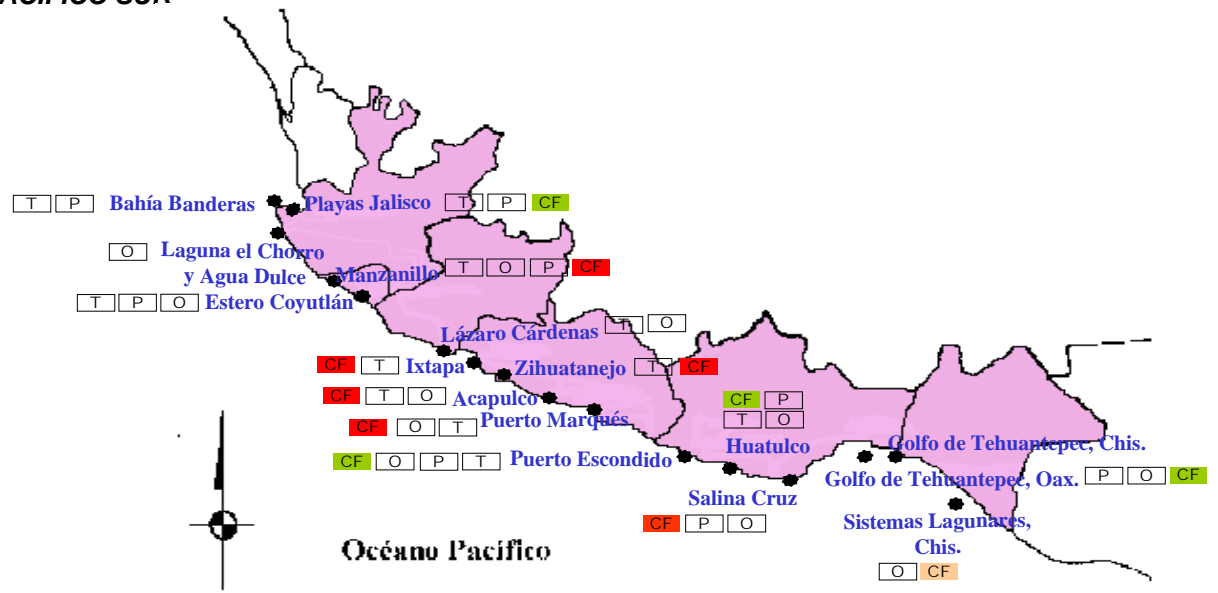 T P Bahía Banderas
Playas Jalisco T P CF
O Laguna el Chorro
y Agua Dulce
Manzanillo T O P CF
T P O Estero Coyutlán
Lázaro Cárdenas T O
CF T Ixtapa
Zihuatanejo T CF
CF T O Acapulco
CF O T Puerto Marqués
CF P
T O
Huatulco
CF O P T Puerto Escondido
Golfo de Tehuantepec, Chis.
Golfo de Tehuantepec, Oax. P O CF
Salina Cruz
CF P O
Sistemas Lagunares,
Chis.
O CF
Océano Pacífico